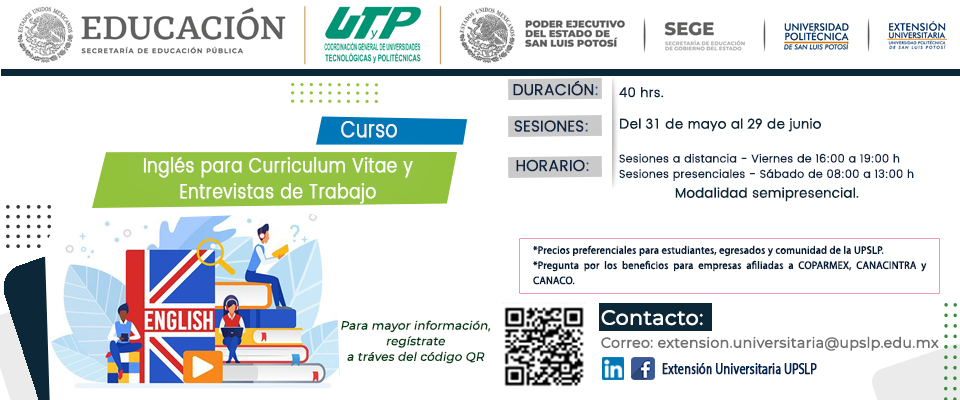 EDUCACIÓN
SECRETARÍA DE EDUCACIÓN PÚBLICA
UTyP
COORDINACIÓN GENERAL DE UNIVERSIDADES
TECNOLÓGICAS Y POLITÉCNICAS
PODER EJECUTIVO
DEL ESTADO DE
SAN LUIS POTOSÍ
SEGE
SECRETARÍA DE EDUCACIÓN
DE GOBIERNO DEL ESTADO
UNIVERSIDAD
POLITÉCNICA
DE SAN LUIS POTOSÍ
EXTENSIÓN
UNIVERSITARIA
UNIVERSIDAD POLITÉCNICA
DE SAN LUIS POTOSÍ
Curso
Inglés para Curriculum Vitae y
Entrevistas de Trabajo
ENGLISH
Para mayor información,
regístrate
a tráves del código QR
DURACIÓN: 40 hrs.
SESIONES: Del 31 de mayo al 29 de junio
HORARIO: Sesiones a distancia - Viernes de 16:00 a 19:00 h
Sesiones presenciales - Sábado de 08:00 a 13:00 h
Modalidad semipresencial.
*Precios preferenciales para estudiantes, egresados y comunidad de la UPSLP.
*Pregunta por los beneficios para empresas afiliadas a COPARMEX, CANACINTRA y
CANACO.
Contacto:
Correo: extension.universitaria@upslp.edu.mx
Extensión Universitaria UPSLP